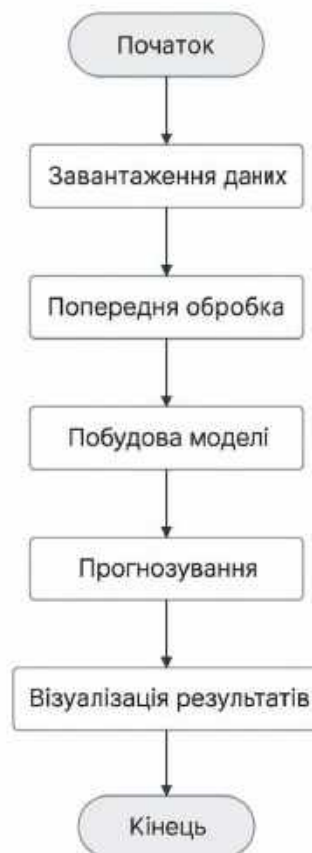 Початок
Завантаження даних
Попередня обробка
Побудова моделі
Прогнозування
Візуалізація результатів
Кінець